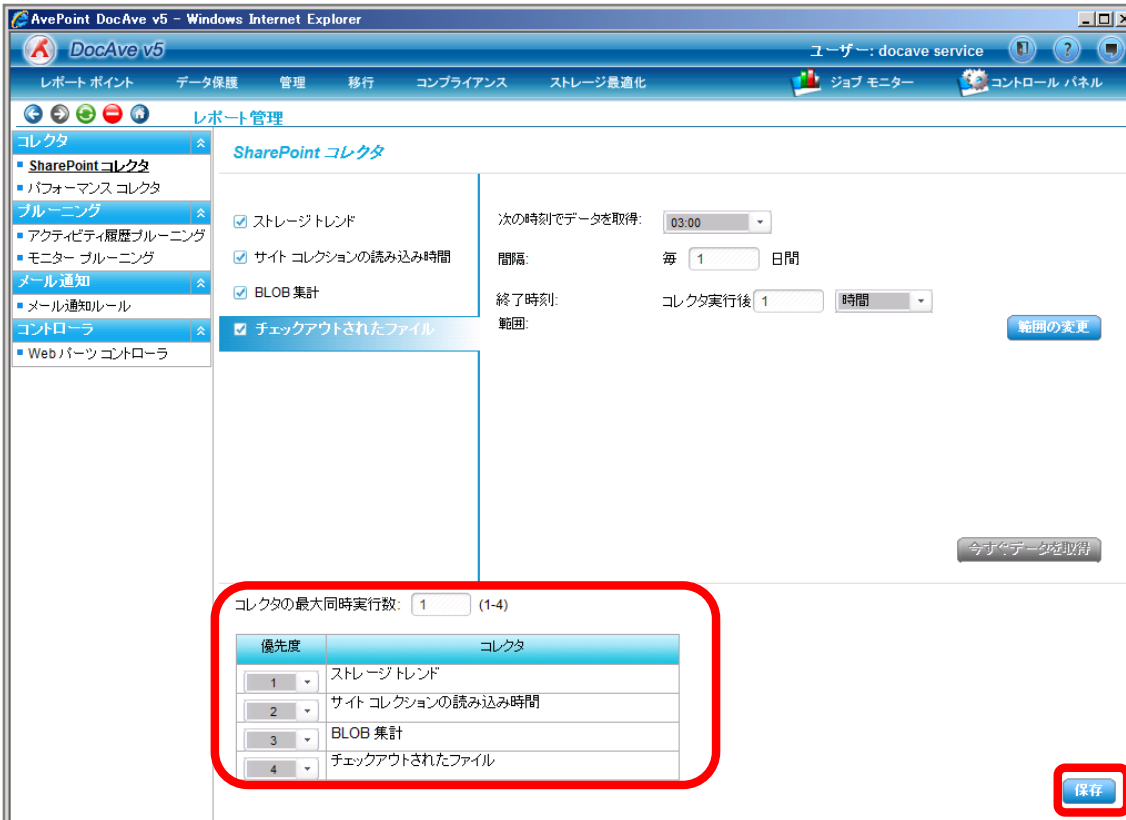 AvePoint DocAve v5 - Windows Internet Explorer
DocAve v5
ユーザー: docave service
レポート ポイント データ保護 管理 移行 コンプライアンス ストレージ最適化 ジョブ モニター コントロール パネル
レポート管理
コレクタ
SharePoint コレクタ
パフォーマンス コレクタ
プルーニング
アクティビティ履歴プルーニング
モニター プルーニング
メール通知
メール通知ルール
コントローラ
Web パーツ コントローラ
SharePoint コレクタ
ストレージ トレンド
サイト コレクションの読み込み時間
BLOB 集計
チェックアウトされたファイル
次の時刻でデータを取得: 03:00
間隔: 毎 1 日間
終了時刻: コレクタ実行後 1 時間
範囲:
範囲の変更
今すぐデータを取得
コレクタの最大同時実行数: 1 (1-4)
優先度 コレクタ
1 ストレージ トレンド
2 サイト コレクションの読み込み時間
3 BLOB 集計
4 チェックアウトされたファイル
保存